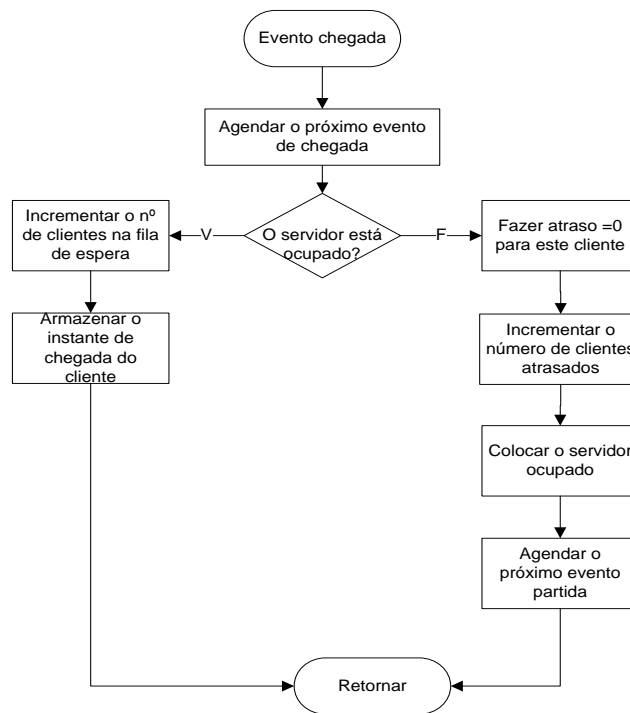 Evento chegada
Agendar o próximo evento
de chegada
O servidor está
ocupado?
V
F
Incrementar o nº
de clientes na fila
de espera
Armazenar o
instante de
chegada do
cliente
Fazer atraso =0
para este cliente
Incrementar o
número de clientes
atrasados
Colocar o servidor
ocupado
Agendar o
próximo evento
partida
Retornar